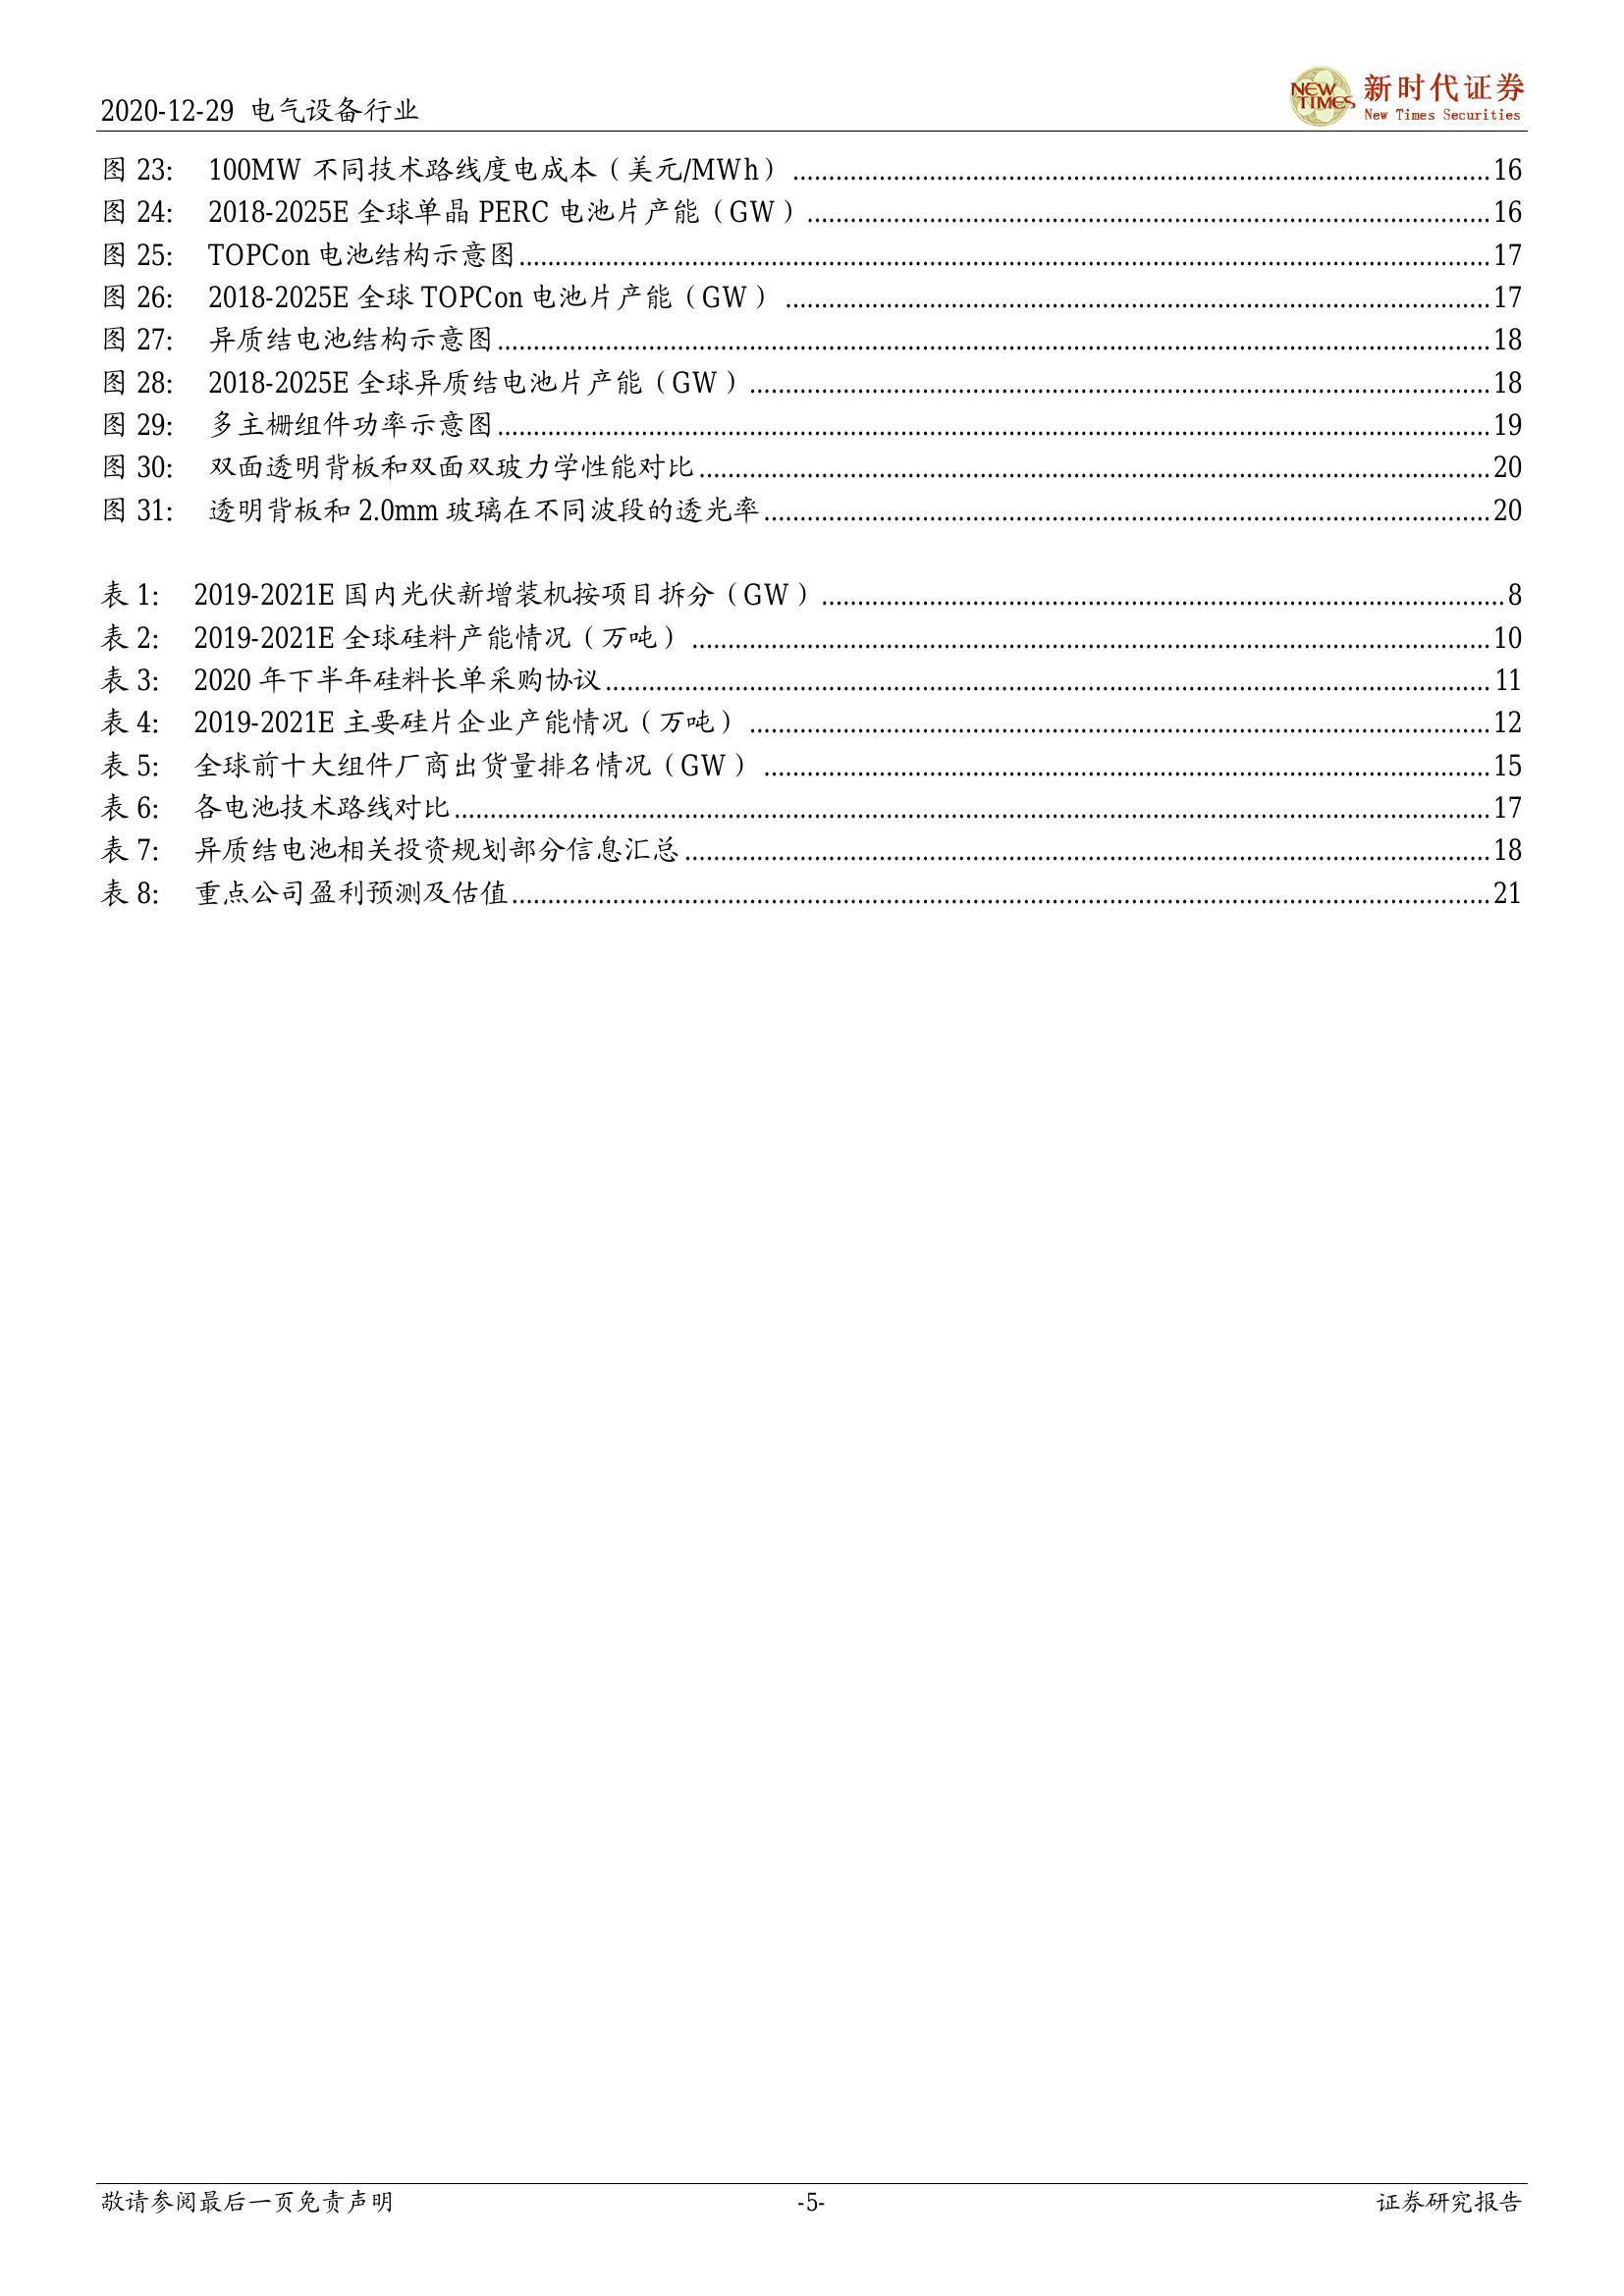 2020-12-29 电气设备行业
NEW TIMES 新时代证券
New Times Securities
图 23: 100MW 不同技术路线度电成本（美元/MWh） 16
图 24: 2018-2025E 全球单晶 PERC 电池片产能（GW） 16
图 25: TOPCon 电池结构示意图 17
图 26: 2018-2025E 全球 TOPCon 电池片产能（GW） 17
图 27: 异质结电池结构示意图 18
图 28: 2018-2025E 全球异质结电池片产能（GW） 18
图 29: 多主栅组件功率示意图 19
图 30: 双面透明背板和双面双玻力学性能对比 20
图 31: 透明背板和 2.0mm 玻璃在不同波段的透光率 20
表 1: 2019-2021E 国内光伏新增装机按项目拆分（GW） 8
表 2: 2019-2021E 全球硅料产能情况（万吨） 10
表 3: 2020 年下半年硅料长单采购协议 11
表 4: 2019-2021E 主要硅片企业产能情况（万吨） 12
表 5: 全球前十大组件厂商出货量排名情况（GW） 15
表 6: 各电池技术路线对比 17
表 7: 异质结电池相关投资规划部分信息汇总 18
表 8: 重点公司盈利预测及估值 21
敬请参阅最后一页免责声明 -5- 证券研究报告